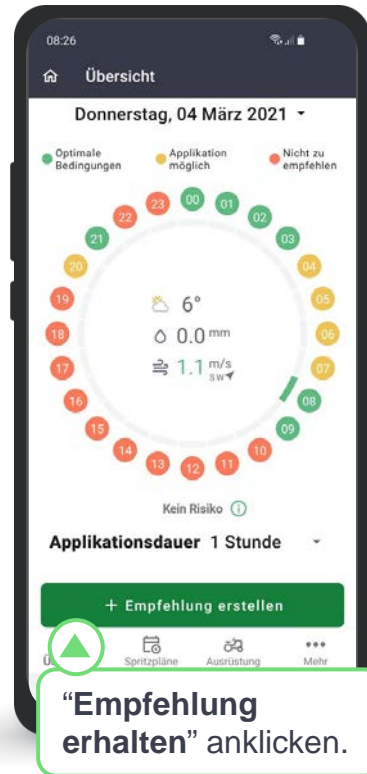 08:26
Übersicht
Donnerstag, 04 März 2021
Optimale
Bedingungen
Applikation
möglich
Nicht zu
empfehlen
00
01
02
03
04
05
06
07
08
09
10
11
12
13
14
15
16
17
18
19
20
21
22
23
6°
0.0 mm
1.1 m/s
SW
Kein Risiko
Applikationsdauer 1 Stunde
+ Empfehlung erstellen
Spritzpläne
Ausrüstung
Mehr
“Empfehlung
erhalten” anklicken.